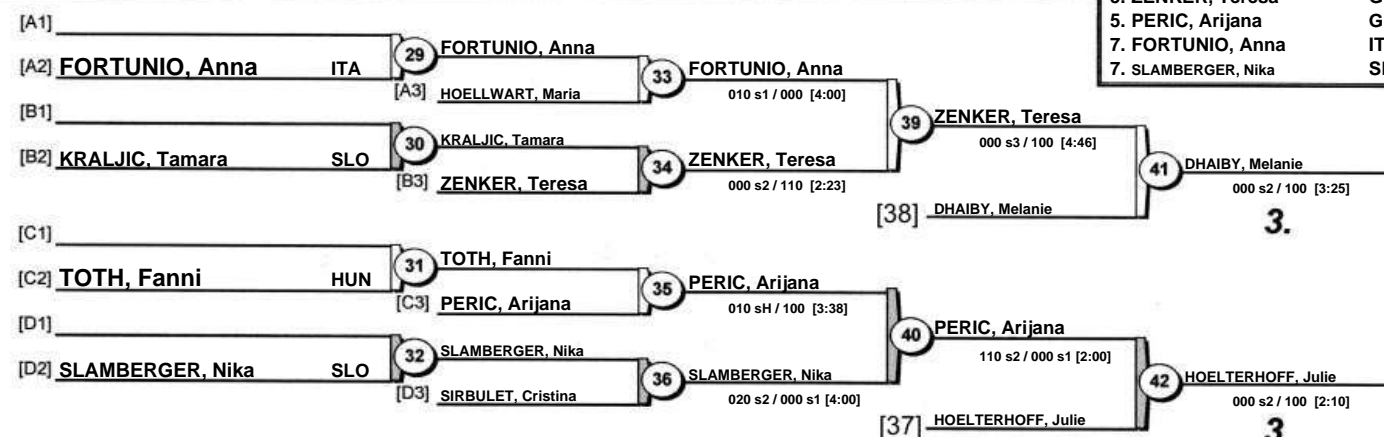 ZENKER, Teresa
5. PERIC, Arijana G
7. FORTUNIO, Anna IT
7. SLAMBERGER, Nika
[A1]
[A2] FORTUNIO, Anna ITA
29
FORTUNIO, Anna
[A3] HOELLWART, Maria
33
FORTUNIO, Anna
010 s1 / 000 [4:00]
[B1]
[B2] KRALJIC, Tamara SLO
30
KRALJIC, Tamara
[B3] ZENKER, Teresa
34
ZENKER, Teresa
000 s2 / 110 [2:23]
39
ZENKER, Teresa
000 s3 / 100 [4:46]
[38] DHAIBY, Melanie
41
DHAIBY, Melanie
000 s2 / 100 [3:25]
3.
[C1]
[C2] TOTH, Fanni HUN
31
TOTH, Fanni
[C3] PERIC, Arijana
35
PERIC, Arijana
010 sH / 100 [3:38]
[D1]
[D2] SLAMBERGER, Nika SLO
32
SLAMBERGER, Nika
[D3] SIRBULET, Cristina
36
SLAMBERGER, Nika
020 s2 / 000 s1 [4:00]
40
PERIC, Arijana
110 s2 / 000 s1 [2:00]
[37] HOELTERHOFF, Julie
42
HOELTERHOFF, Julie
000 s2 / 100 [2:10]
3